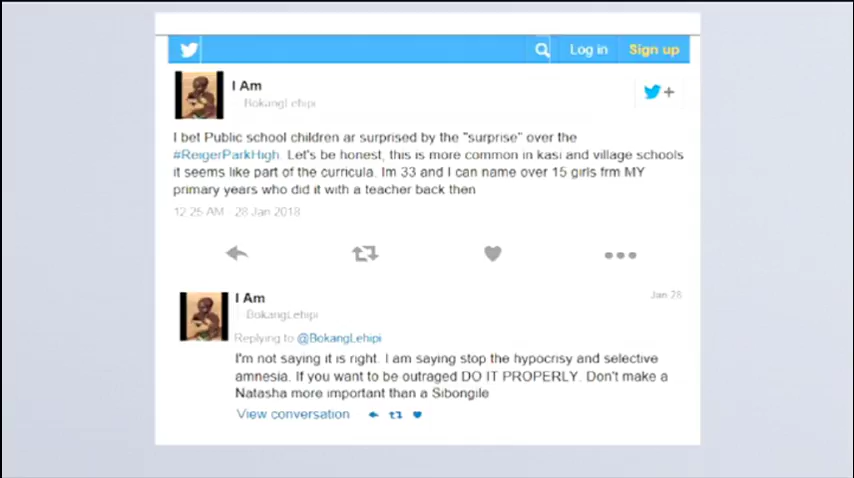 Log in Sign up
I Am
BokangLehipi
I bet Public school children ar surprised by the "surprise" over the
#ReigerParkHigh. Let's be honest, this is more common in kasi and village schools
it seems like part of the curricula. Im 33 and I can name over 15 girls frm MY
primary years who did it with a teacher back then
12:25 AM - 28 Jan 2018
I Am
Jan 28
BokangLehipi
Replying to @BokangLehipi
I'm not saying it is right. I am saying stop the hypocrisy and selective
amnesia. If you want to be outraged DO IT PROPERLY. Don't make a
Natasha more important than a Sibongile
View conversation